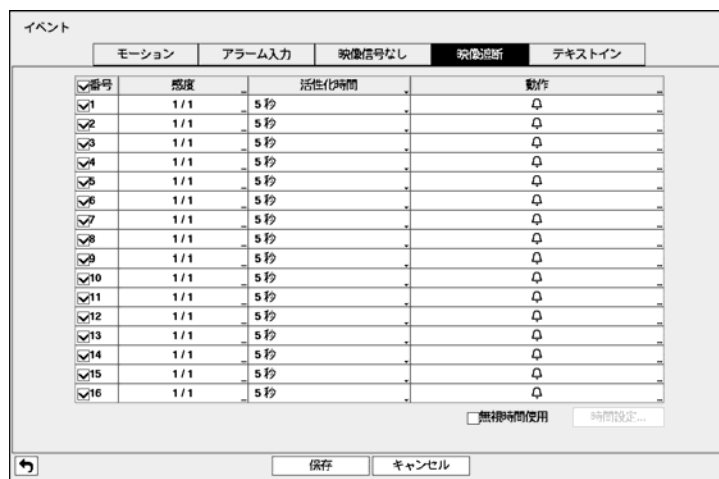 イベント
モーション アラーム入力 映像信号なし 映像遮断 テキストイン
番号 感度 活性化時間 動作
1 1 / 1 5 秒
2 1 / 1 5 秒
3 1 / 1 5 秒
4 1 / 1 5 秒
5 1 / 1 5 秒
6 1 / 1 5 秒
7 1 / 1 5 秒
8 1 / 1 5 秒
9 1 / 1 5 秒
10 1 / 1 5 秒
11 1 / 1 5 秒
12 1 / 1 5 秒
13 1 / 1 5 秒
14 1 / 1 5 秒
15 1 / 1 5 秒
16 1 / 1 5 秒
無視時間使用 時間設定...
保存 キャンセル